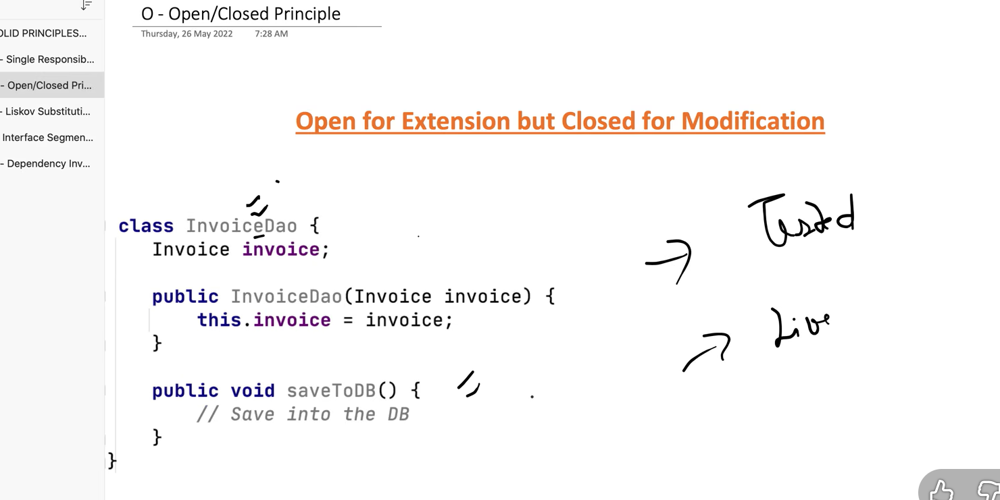 O - Open/Closed Principle
Thursday, 26 May 2022 7:28 AM
OLID PRINCIPLES...
- Single Responsib...
- Open/Closed Pri...
- Liskov Substituti...
Interface Segmen...
- Dependency Inv...
Open for Extension but Closed for Modification
class InvoiceDao {
Invoice invoice;
public InvoiceDao(Invoice invoice) {
this.invoice = invoice;
}
public void saveToDB() {
// Save into the DB
}
}
Tested
Live